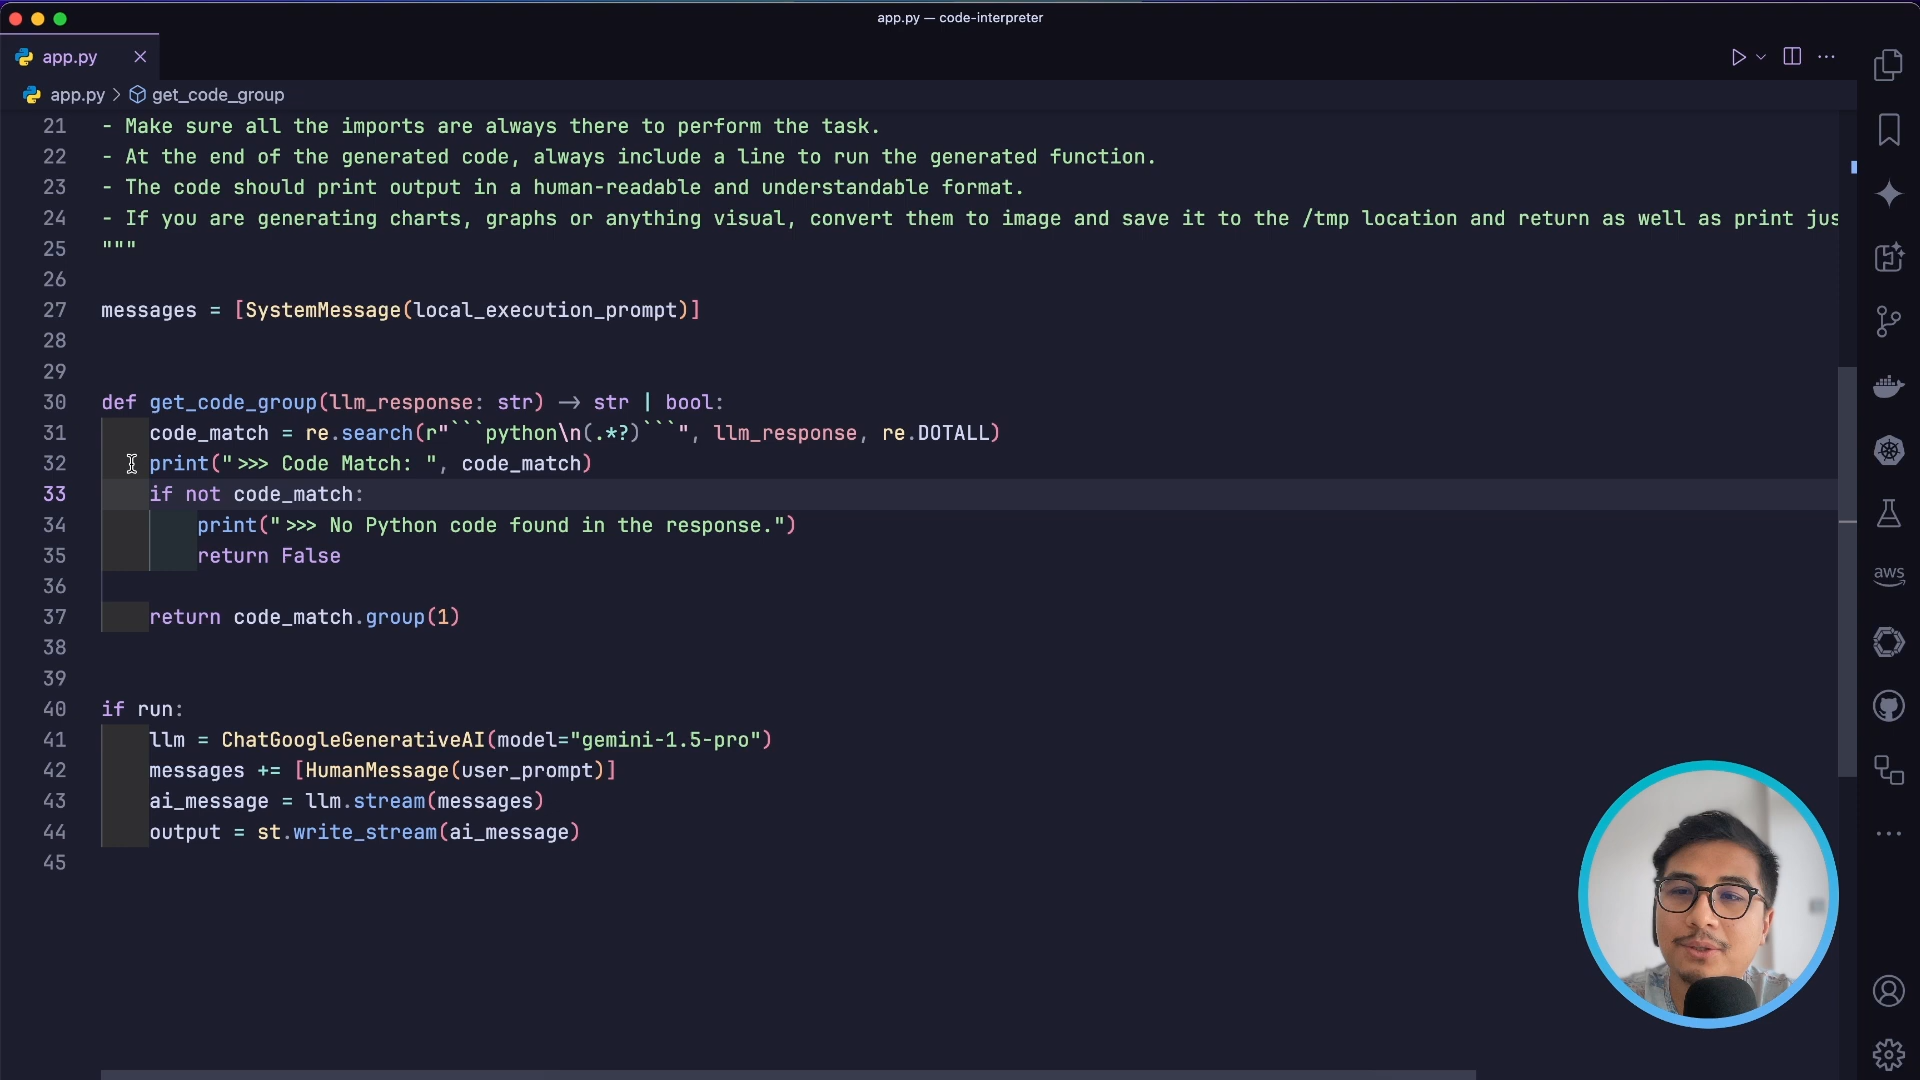 app.py — code-interpreter
app.py
app.py > get_code_group
21 - Make sure all the imports are always there to perform the task.
22 - At the end of the generated code, always include a line to run the generated function.
23 - The code should print output in a human-readable and understandable format.
24 - If you are generating charts, graphs or anything visual, convert them to image and save it to the /tmp location and return as well as print jus
25 """
26
27 messages = [SystemMessage(local_execution_prompt)]
28
29
30 def get_code_group(llm_response: str) -> str | bool:
31     code_match = re.search(r"```python\n(.*?)```", llm_response, re.DOTALL)
32     print(">>> Code Match: ", code_match)
33     if not code_match:
34         print(">>> No Python code found in the response.")
35         return False
36
37     return code_match.group(1)
38
39
40 if run:
41     llm = ChatGoogleGenerativeAI(model="gemini-1.5-pro")
42     messages += [HumanMessage(user_prompt)]
43     ai_message = llm.stream(messages)
44     output = st.write_stream(ai_message)
45
aws